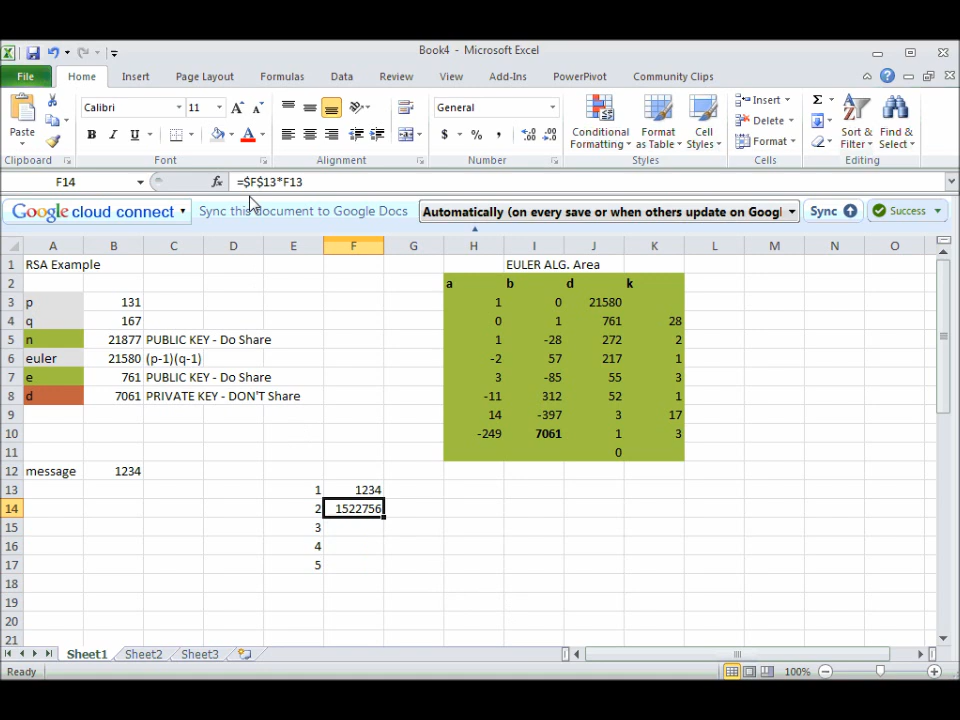 Book4 - Microsoft Excel
File Home Insert Page Layout Formulas Data Review View Add-Ins PowerPivot Community Clips
Calibri 11 General Insert
Paste B I U $ % , Conditional Formatting Format as Table Cell Styles Delete Format Sort & Filter Find & Select
Clipboard Font Alignment Number Styles Cells Editing
F14 fx =$F$13*F13
Google cloud connect Sync this document to Google Docs Automatically (on every save or when others update on Googl Sync Success
A B C D E F G H I J K L M N O
1 RSA Example EULER ALG. Area
2 a b d k
3 p 131 1 0 21580
4 q 167 0 1 761 28
5 n 21877 PUBLIC KEY - Do Share 1 -28 272 2
6 euler 21580 (p-1)(q-1) -2 57 217 1
7 e 761 PUBLIC KEY - Do Share 3 -85 55 3
8 d 7061 PRIVATE KEY - DON'T Share -11 312 52 1
9 14 -397 3 17
10 -249 7061 1 3
11 0
12 message 1234
13 1 1234
14 2 1522756
15 3
16 4
17 5
18
19
20
21
Sheet1 Sheet2 Sheet3
Ready 100%